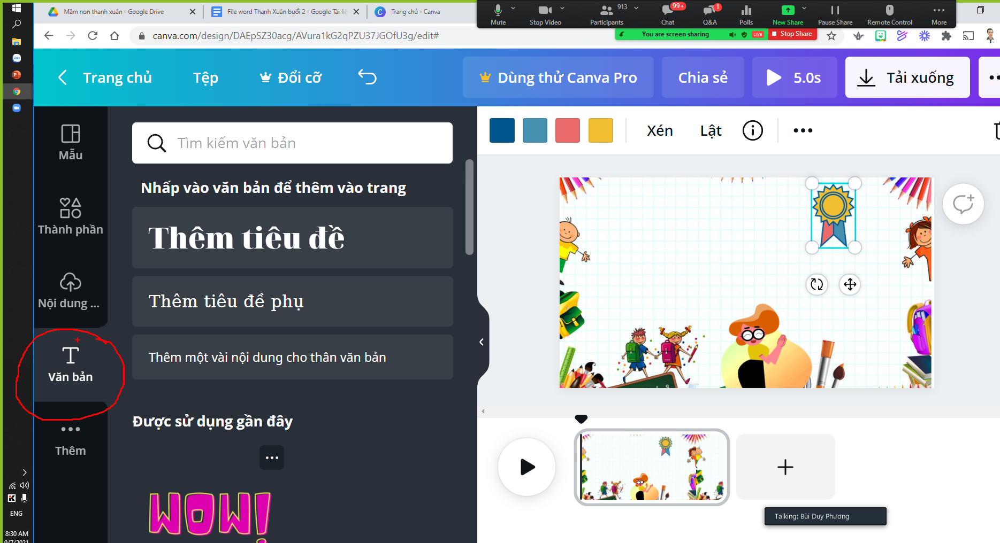 Mầm non thanh xuân - Google Drive
File word Thanh Xuân buổi 2 - Google Tài liệ
Trang chủ - Canva
913
99+
1
Mute
Stop Video
Participants
Chat
Q&A
Polls
New Share
Pause Share
Remote Control
More
canva.com/design/DAEpSZ30acg/AVura1kG2qPZU37JGOfU3g/edit#
You are screen sharing
LIVE
Stop Share
Zalo
Trang chủ
Tệp
Đổi cỡ
Dùng thử Canva Pro
Chia sẻ
5.0s
Tải xuống
Mẫu
Thành phần
Nội dung ...
Văn bản
Thêm
Tìm kiếm văn bản
Nhấp vào văn bản để thêm vào trang
Thêm tiêu đề
Thêm tiêu đề phụ
Thêm một vài nội dung cho thân văn bản
Được sử dụng gần đây
WOW!
Xén
Lật
Talking: Bùi Duy Phương
ENG
8:30 AM
9/7/2021